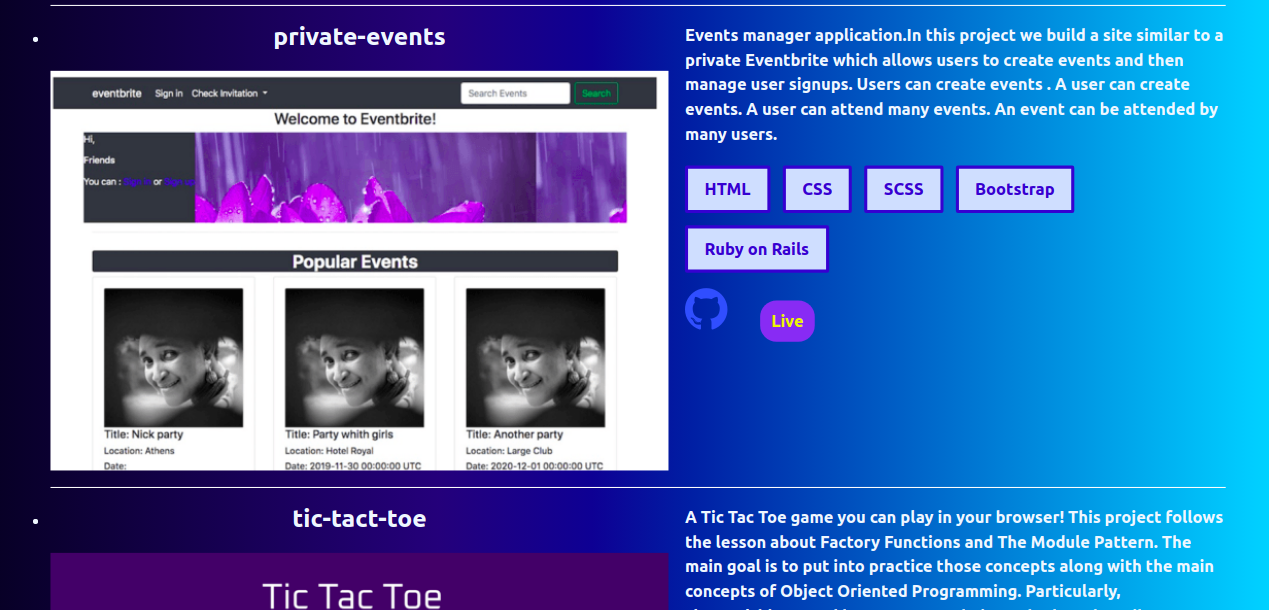 private-events
eventbrite Sign in Check Invitation Search Events Search
Welcome to Eventbrite!
Hi,
Friends
You can : Sign in or Sign up
Popular Events
Title: Nick party
Location: Athens
Date:
Title: Party whith girls
Location: Hotel Royal
Date: 2019-11-30 00:00:00 UTC
Title: Another party
Location: Large Club
Date: 2020-12-01 00:00:00 UTC
Events manager application.In this project we build a site similar to a
private Eventbrite which allows users to create events and then
manage user signups. Users can create events . A user can create
events. A user can attend many events. An event can be attended by
many users.
HTML CSS SCSS Bootstrap
Ruby on Rails
Live
tic-tact-toe
Tic Tac Toe
A Tic Tac Toe game you can play in your browser! This project follows
the lesson about Factory Functions and The Module Pattern. The
main goal is to put into practice those concepts along with the main
concepts of Object Oriented Programming. Particularly,